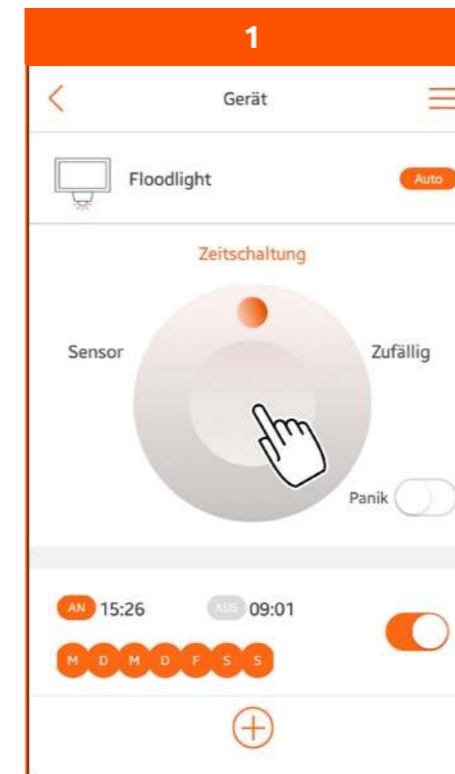 1
Gerät
Floodlight Auto
Zeitschaltung
Sensor Zufällig
Panik
AN 15:26 AUS 09:01
M D M D F S S